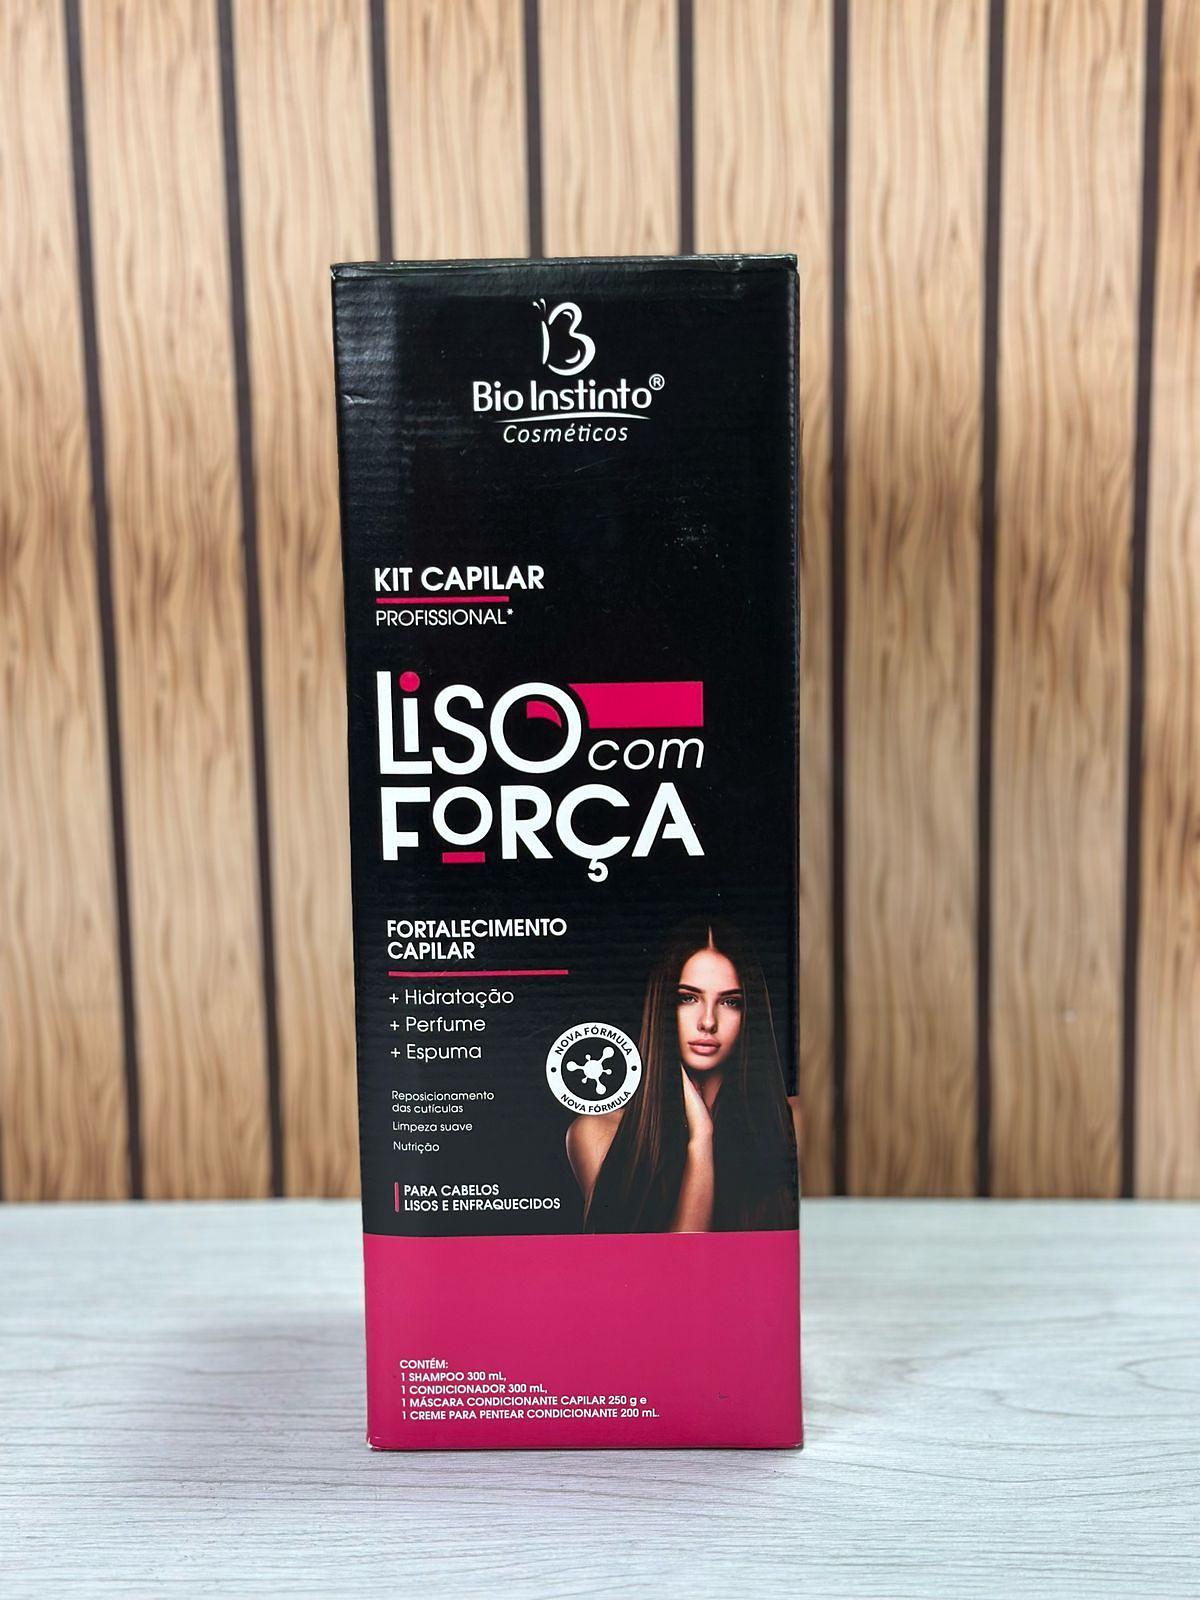 B
Bio Instinto®
Cosméticos
KIT CAPILAR
PROFISSIONAL*
LiSO com
FORÇA
FORTALECIMENTO
CAPILAR
+ Hidratação
+ Perfume
+ Espuma
NOVA FÓRMULA
NOVA FÓRMULA
Reposicionamento
das cutículas
Limpeza suave
Nutrição
PARA CABELOS
LISOS E ENFRAQUECIDOS
CONTÉM:
1 SHAMPOO 300 mL,
1 CONDICIONADOR 300 mL,
1 MÁSCARA CONDICIONANTE CAPILAR 250 g e
1 CREME PARA PENTEAR CONDICIONANTE 200 mL.